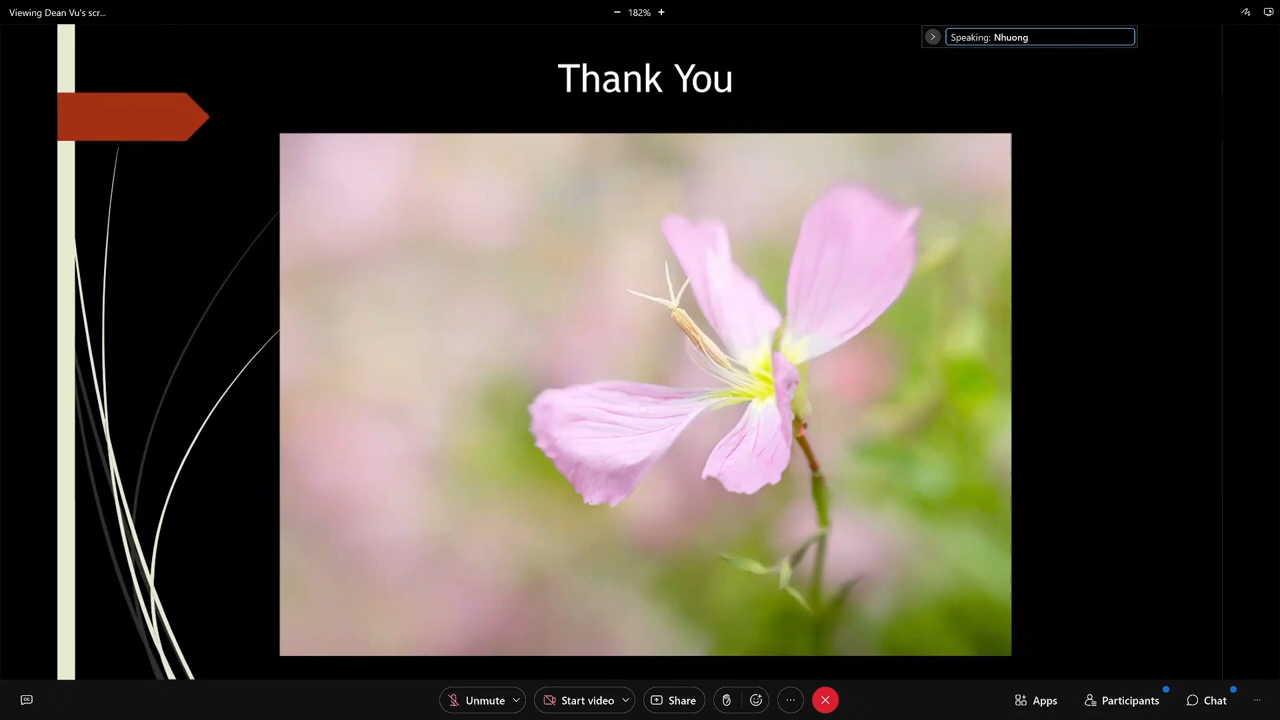 Viewing Dean Vu's scr...
− 182% +
Speaking: Nhuong
Thank You
Unmute
Start video
Share
Apps
Participants
Chat